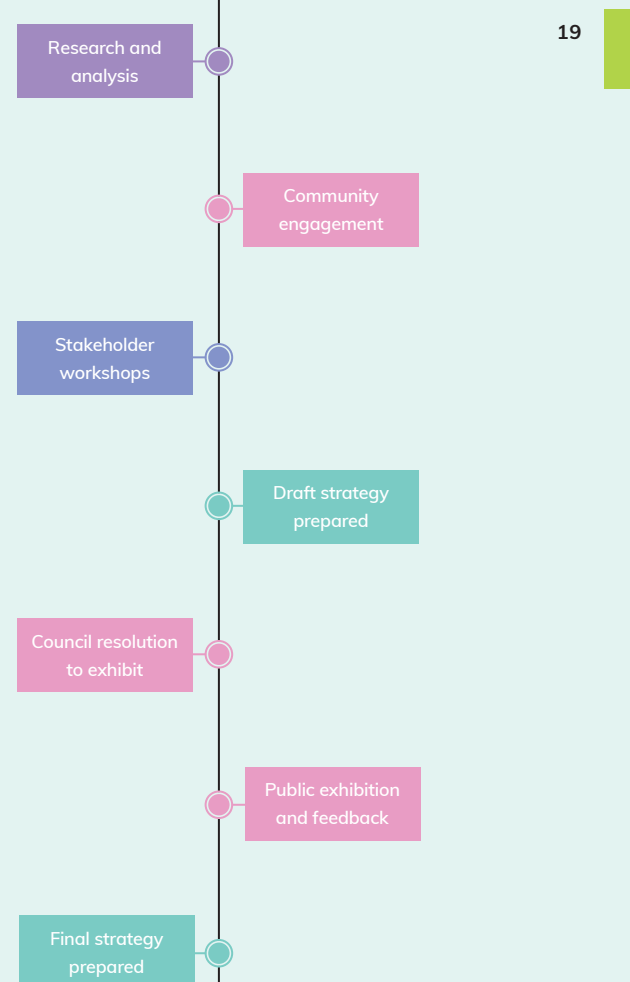 19
Research and
analysis
Community
engagement
Stakeholder
workshops
Draft strategy
prepared
Council resolution
to exhibit
Public exhibition
and feedback
Final strategy
prepared